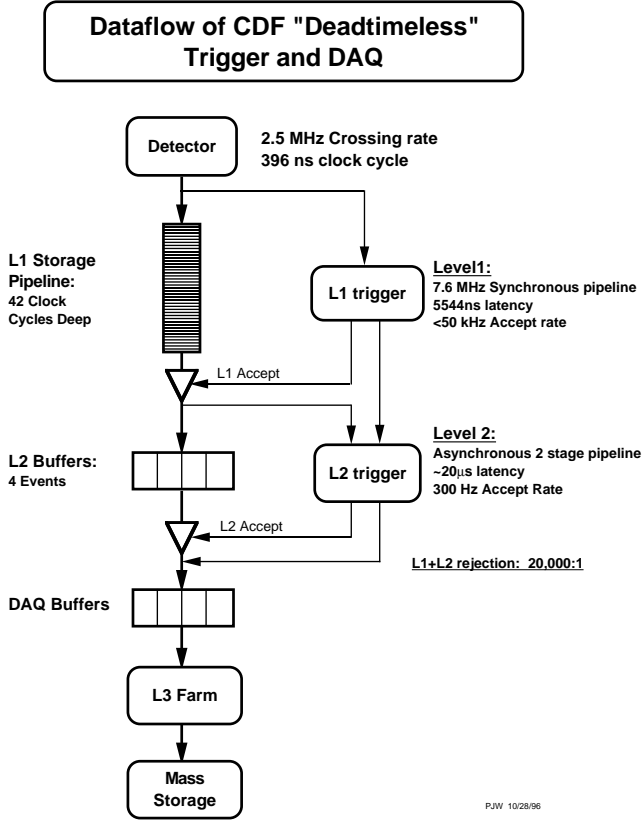 Dataflow of CDF "Deadtimeless"
Trigger and DAQ
Detector
2.5 MHz Crossing rate
396 ns clock cycle
L1 Storage
Pipeline:
42 Clock
Cycles Deep
L1 trigger
Level1:
7.6 MHz Synchronous pipeline
5544ns latency
<50 kHz Accept rate
L1 Accept
L2 Buffers:
4 Events
L2 trigger
Level 2:
Asynchronous 2 stage pipeline
~20µs latency
300 Hz Accept Rate
L2 Accept
L1+L2 rejection: 20,000:1
DAQ Buffers
L3 Farm
Mass
Storage
PJW 10/28/96